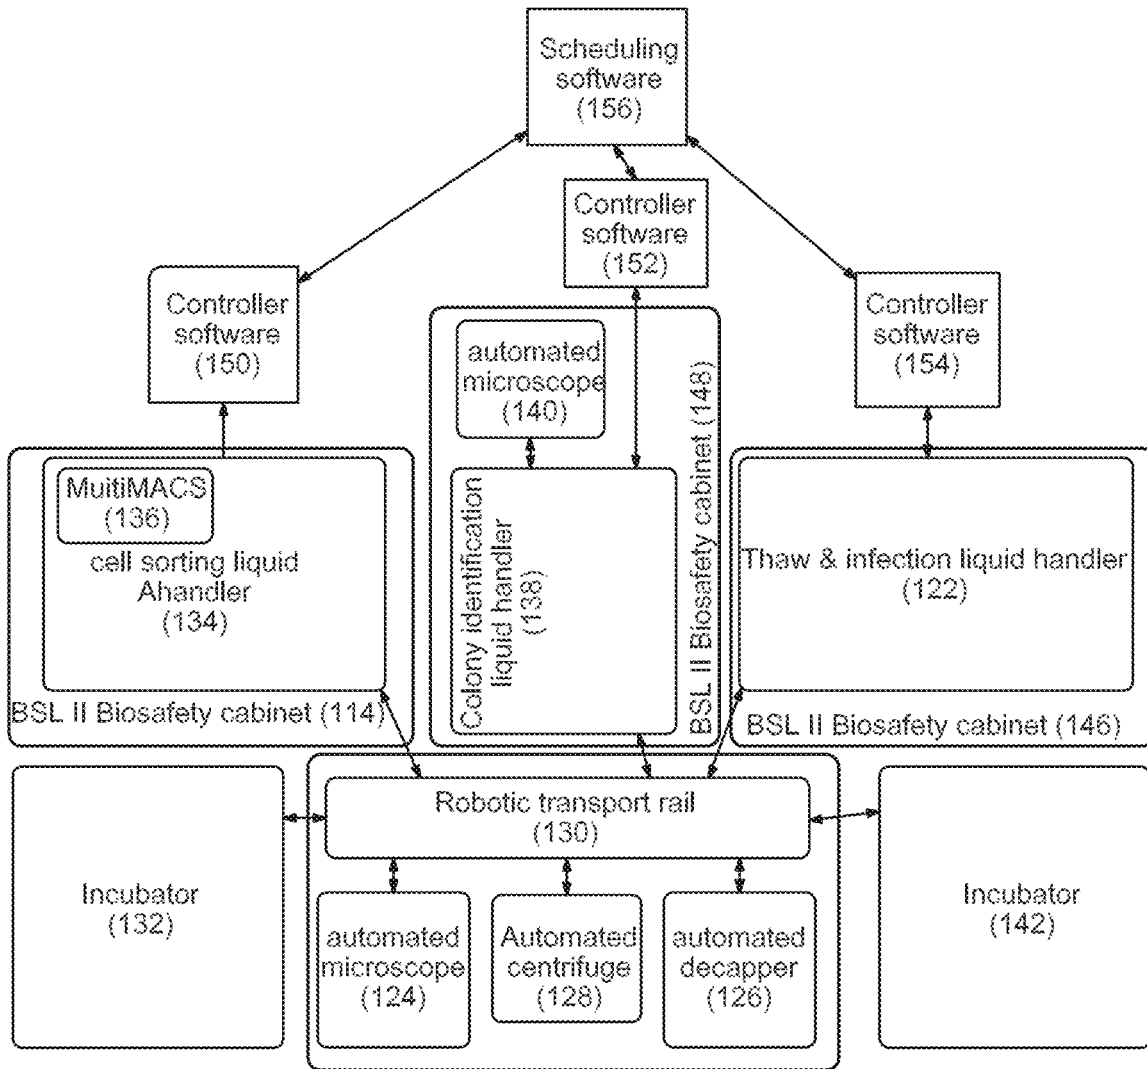 Scheduling
software
(156)
Controller
software
(152)
Controller
software
(150)
Controller
software
(154)
automated
microscope
(140)
BSL II Biosafety cabinet (148)
MuitiMACS
(136)
cell sorting liquid
Ahandler
(134)
BSL II Biosafety cabinet (114)
Colony identification
liquid handler
(138)
Thaw & infection liquid handler
(122)
BSL II Biosafety cabinet (146)
Robotic transport rail
(130)
Incubator
(132)
Incubator
(142)
automated
microscope
(124)
Automated
centrifuge
(128)
automated
decapper
(126)